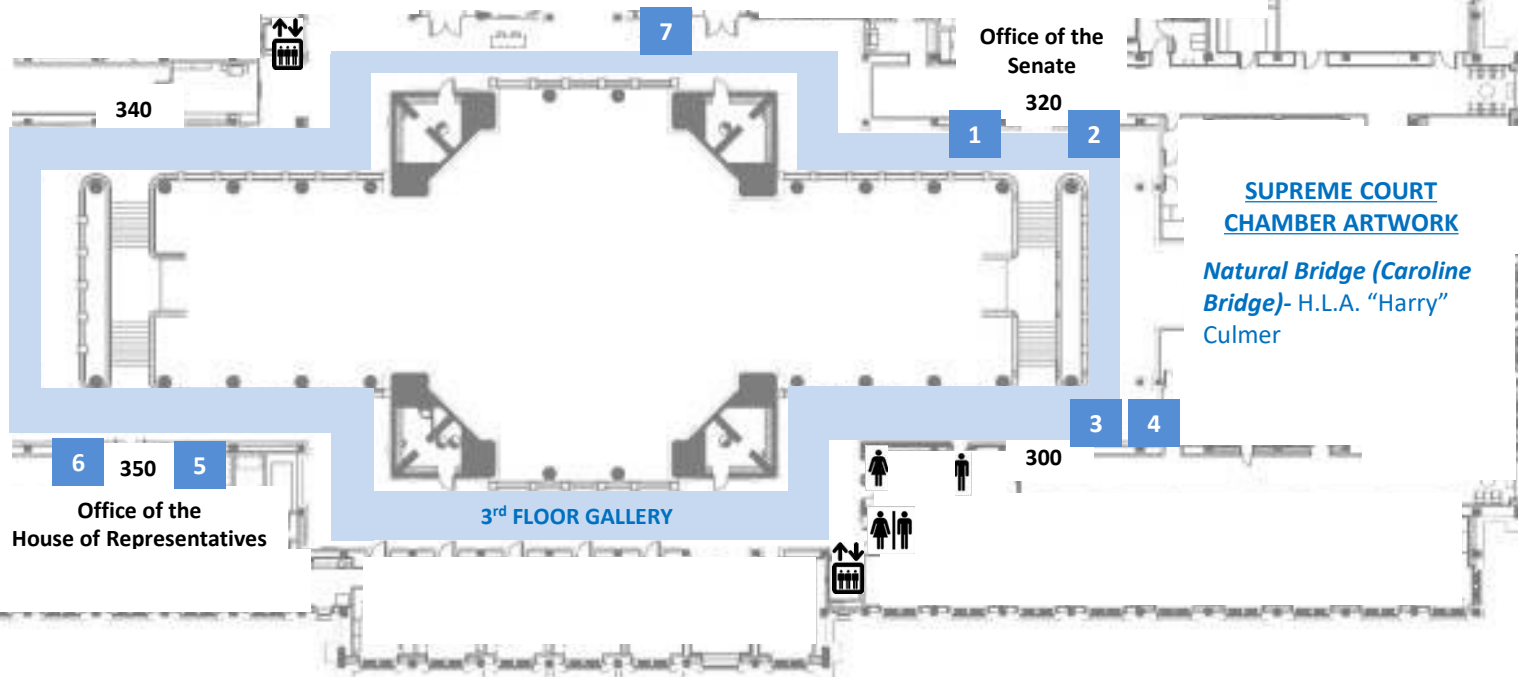 7
Office of the
Senate
340
320
1
2
SUPREME COURT
CHAMBER ARTWORK
Natural Bridge (Caroline
Bridge)- H.L.A. “Harry”
Culmer
3
4
6
350
5
300
Office of the
House of Representatives
3rd FLOOR GALLERY